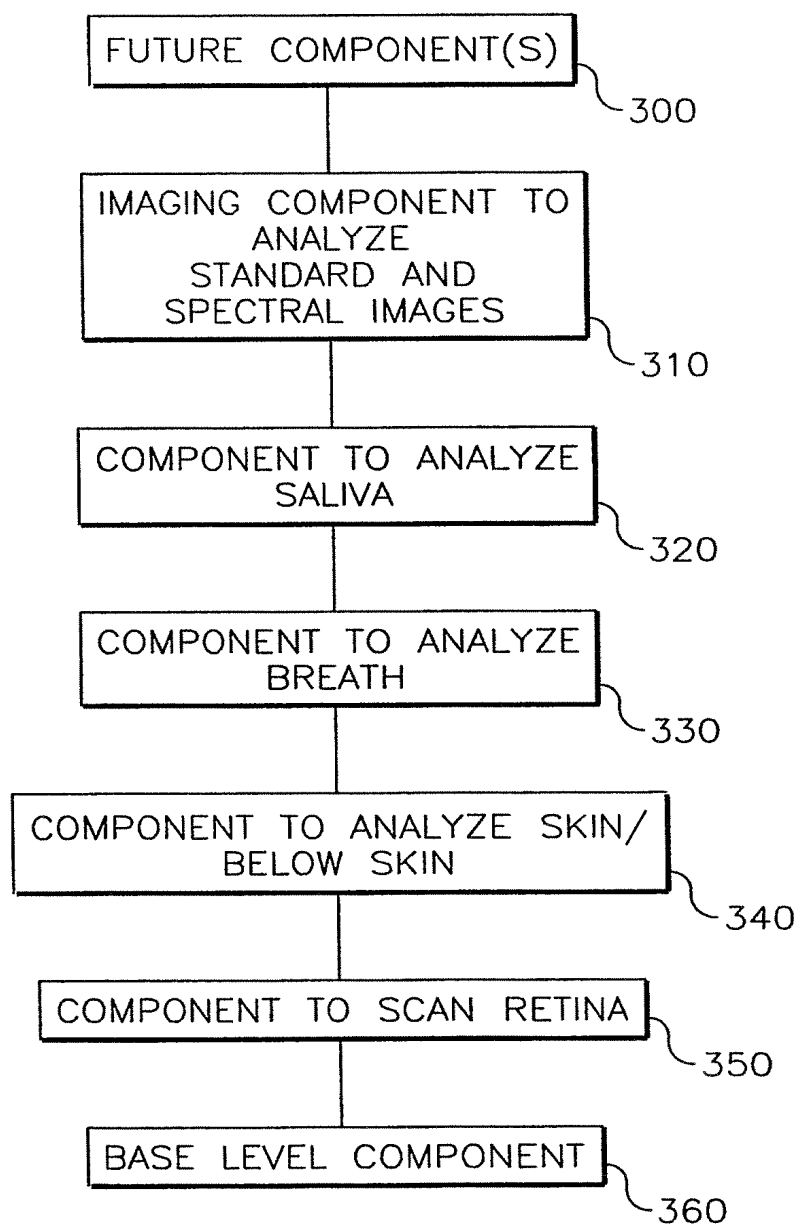 FUTURE COMPONENT(S)
300
IMAGING COMPONENT TO
ANALYZE
STANDARD AND
SPECTRAL IMAGES
310
COMPONENT TO ANALYZE
SALIVA
320
COMPONENT TO ANALYZE
BREATH
330
COMPONENT TO ANALYZE SKIN/
BELOW SKIN
340
COMPONENT TO SCAN RETINA
350
BASE LEVEL COMPONENT
360